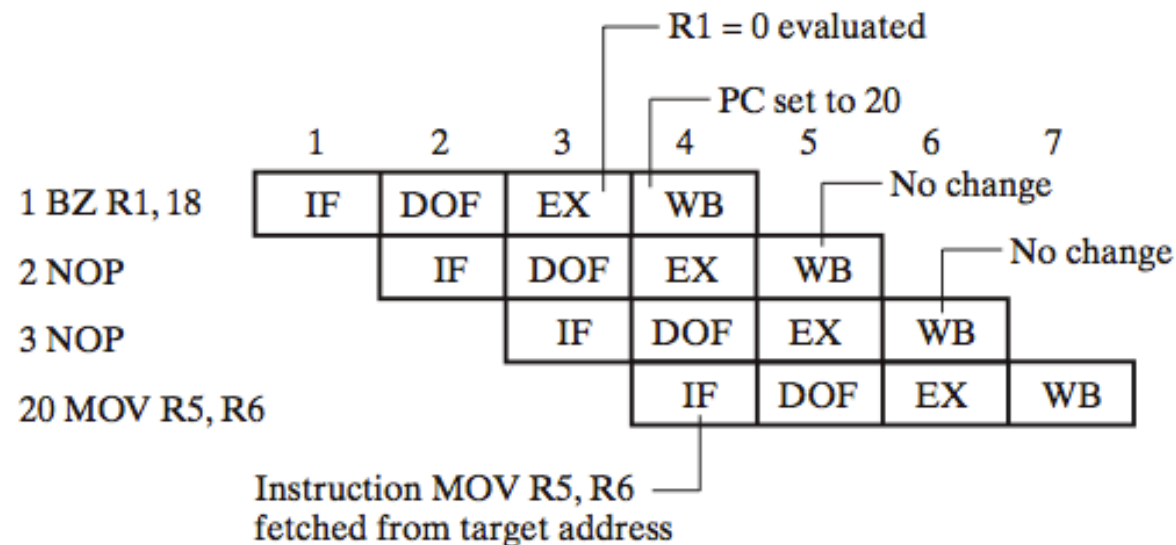 R1 = 0 evaluated
PC set to 20
1 2 3 4 5 6 7
No change
1 BZ R1, 18 IF DOF EX WB
No change
2 NOP IF DOF EX WB
3 NOP IF DOF EX WB
20 MOV R5, R6 IF DOF EX WB
Instruction MOV R5, R6
fetched from target address